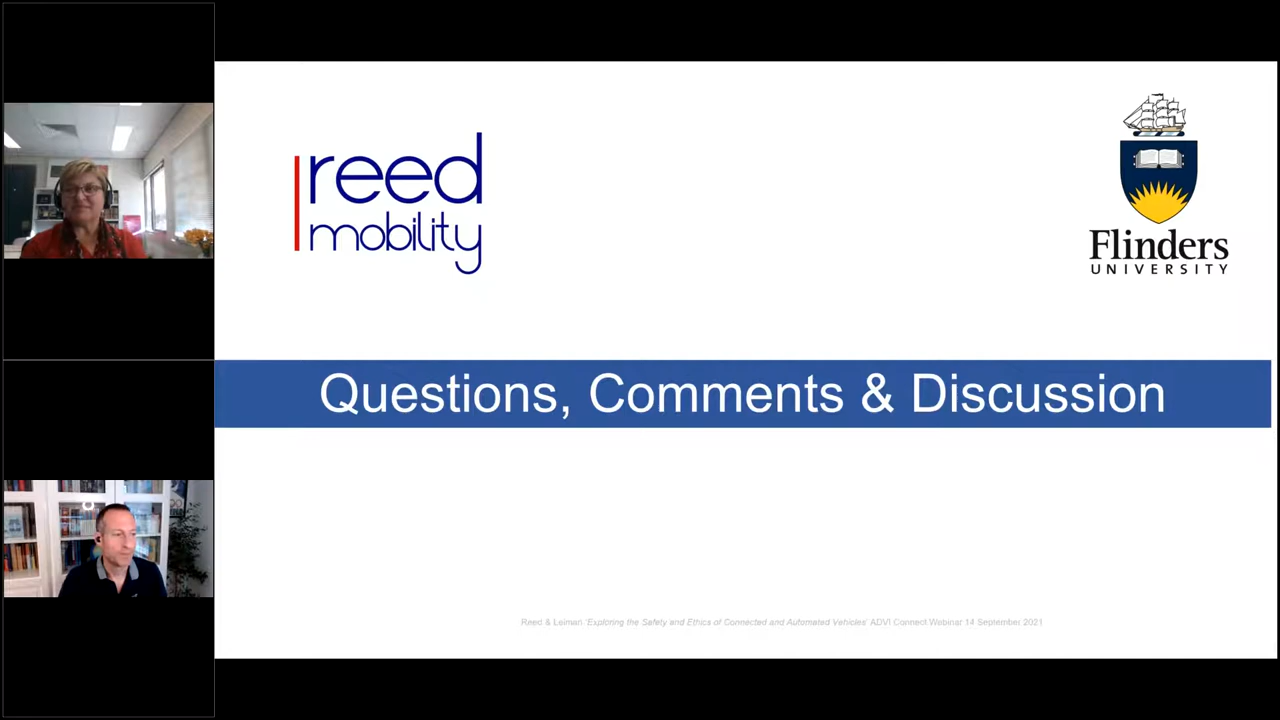 reed
mobility
Flinders
UNIVERSITY
Questions, Comments & Discussion
Reed & Leiman 'Exploring the Safety and Ethics of Connected and Automated Vehicles' ADVI Connect Webinar 14 September 2021